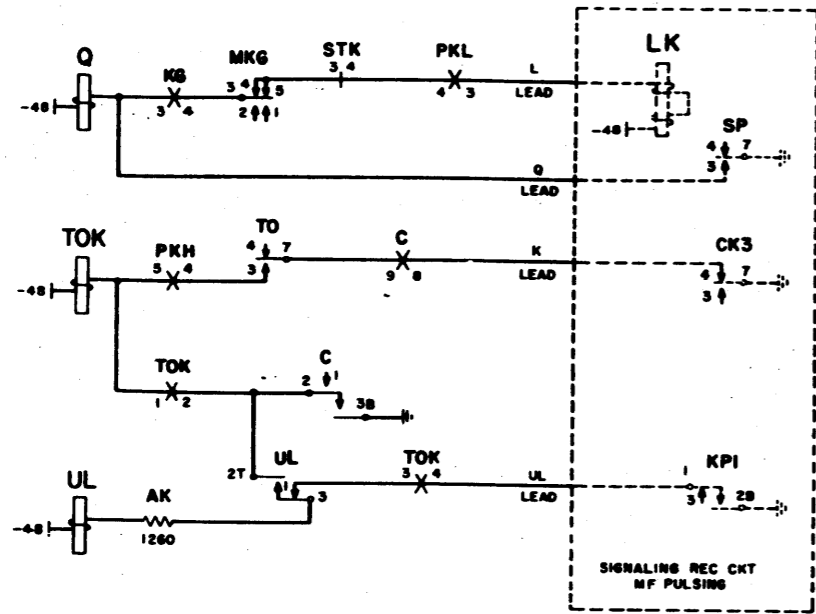 Q KG MKG STK PKL L LK
3 4 3 4 5 3 4 4 3 LEAD
-48 2 1 -48 SP
4 7
3
Q
LEAD
TOK PKH TO C K CK3
5 4 4 7 9 8 LEAD 4 7
3 3
-48
TOK C
1 2 2 1
3B
UL AK UL TOK UL KP1
2T 1 3 3 4 LEAD 1 3 2B
-48 1260
SIGNALING REC CKT
MF PULSING